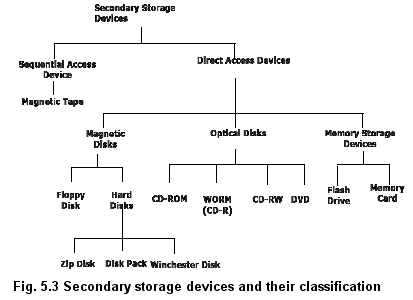 Secondary Storage
Devices
Sequential Access
Device
Direct Access Devices
Magnetic Tape
Magnetic
Disks
Optical Disks
Memory Storage
Devices
Floppy
Disk
Hard
Disks
CD-ROM
WORM
(CD-R)
CD-RW
DVD
Flash
Drive
Memory
Card
Zip Disk
Disk Pack
Winchester Disk
Fig. 5.3 Secondary storage devices and their classification